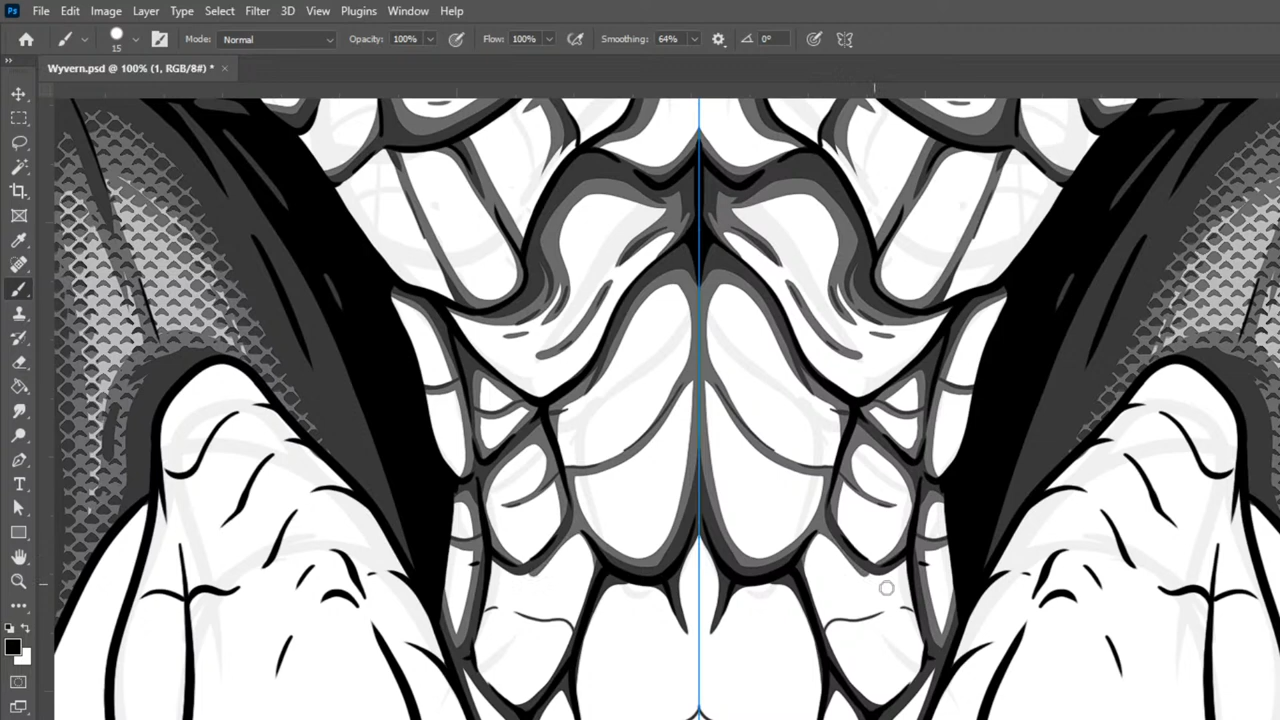 Ps File Edit Image Layer Type Select Filter 3D View Plugins Window Help
15 Mode: Normal Opacity: 100% Flow: 100% Smoothing: 64% 0°
Wyvern.psd @ 100% (1, RGB/8#) * ×
T